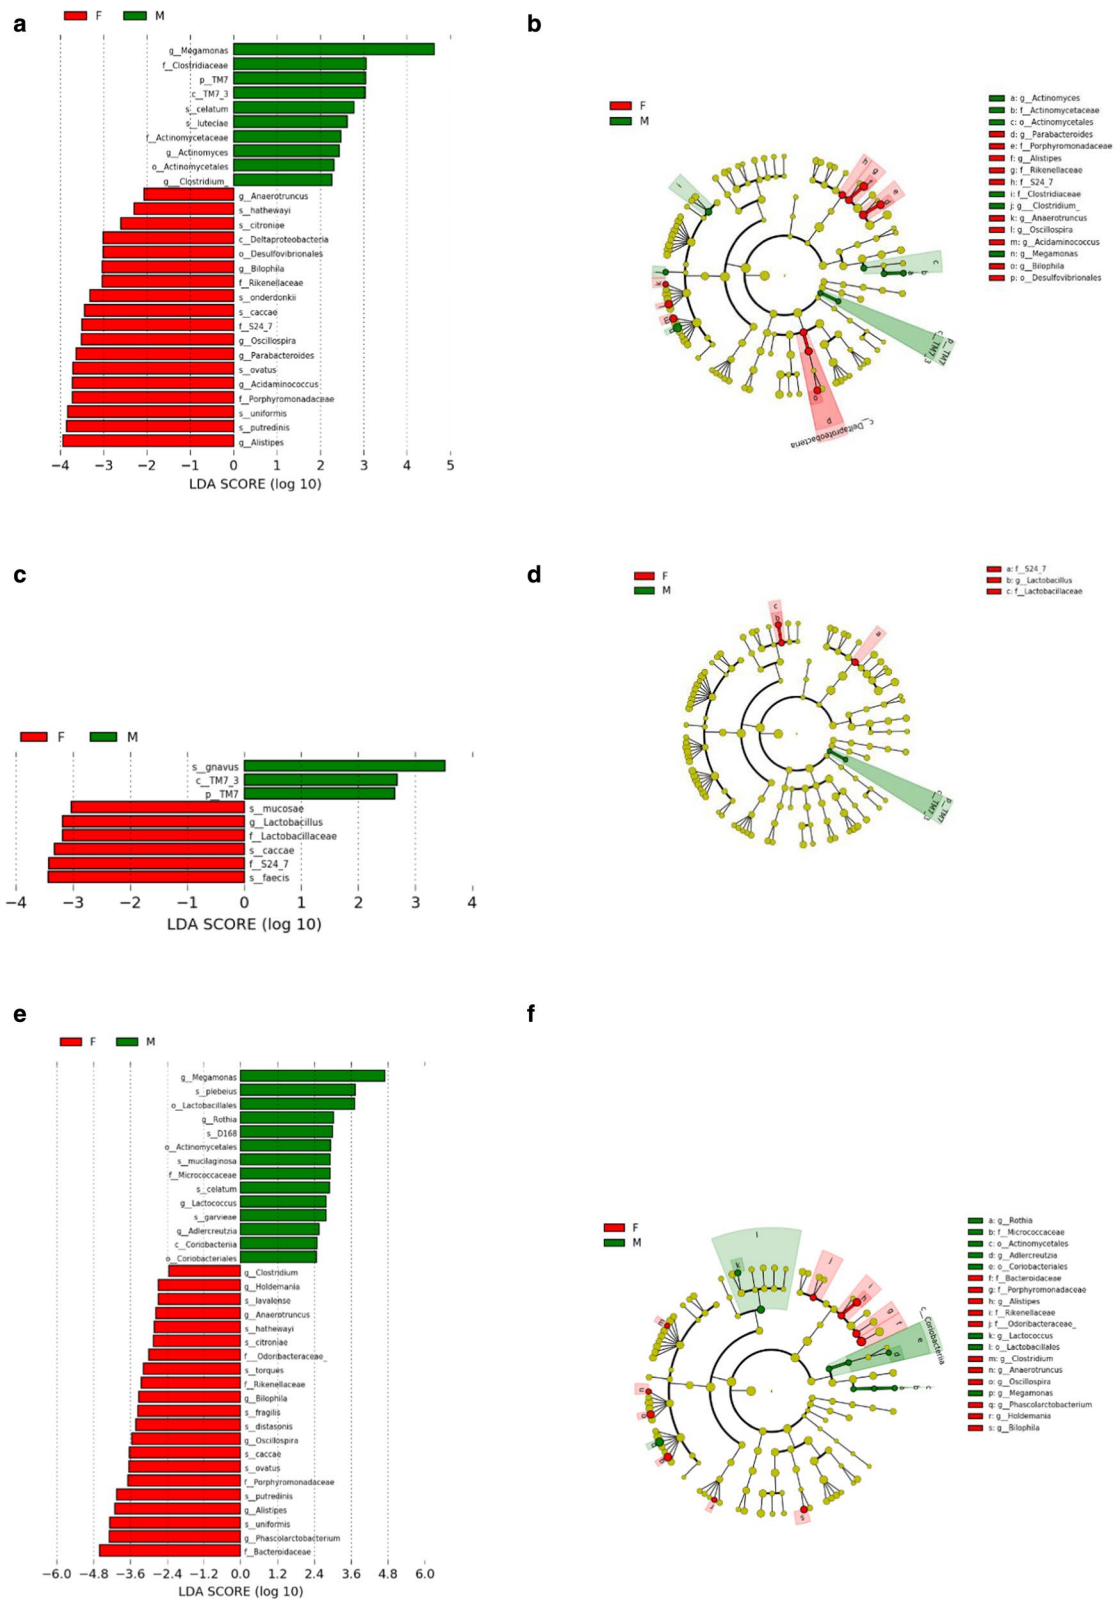 a
F M
g__Megamonas
f__Clostridiaceae
p__TM7
c__TM7_3
s__celatum
s__luteciae
f__Actinomycetaceae
g__Actinomyces
o__Actinomycetales
g___Clostridium_
g__Anaerotruncus
s__hathewayi
s__citroniae
c__Deltaproteobacteria
o__Desulfovibrionales
g__Bilophila
f__Rikenellaceae
s__onderdonkii
s__caccae
f__S24_7
g__Oscillospira
g__Parabacteroides
s__ovatus
g__Acidaminococcus
f__Porphyromonadaceae
s__uniformis
s__putredinis
g__Alistipes
−4 −3 −2 −1 0 1 2 3 4 5
LDA SCORE (log 10)
b
F
M
a: g__Actinomyces
b: f__Actinomycetaceae
c: o__Actinomycetales
d: g__Parabacteroides
e: f__Porphyromonadaceae
f: g__Alistipes
g: f__Rikenellaceae
h: f__S24_7
i: f__Clostridiaceae
j: g___Clostridium_
k: g__Anaerotruncus
l: g__Oscillospira
m: g__Acidaminococcus
n: g__Megamonas
o: g__Bilophila
p: o__Desulfovibrionales
h
g
e
c
b
a
p__TM7
c__TM7_3
o
p
c__Deltaproteobacteria
c
F M
s__gnavus
c__TM7_3
p__TM7
s__mucosae
g__Lactobacillus
f__Lactobacillaceae
s__caccae
f__S24_7
s__faecis
−4 −3 −2 −1 0 1 2 3 4
LDA SCORE (log 10)
d
F
M
a: f__S24_7
b: g__Lactobacillus
c: f__Lactobacillaceae
c
b
a
p__TM7
c__TM7_3
e
F M
g__Megamonas
s__plebeius
o__Lactobacillales
g__Rothia
s__D168
o__Actinomycetales
s__mucilaginosa
f__Micrococcaceae
s__celatum
g__Lactococcus
s__garvieae
g__Adlercreutzia
c__Coriobacteriia
o__Coriobacteriales
g__Clostridium
g__Holdemania
s__lavalense
g__Anaerotruncus
s__hathewayi
s__citroniae
f___Odoribacteraceae_
s__torques
f__Rikenellaceae
g__Bilophila
s__fragilis
s__distasonis
g__Oscillospira
s__caccae
s__ovatus
f__Porphyromonadaceae
s__putredinis
g__Alistipes
s__uniformis
g__Phascolarctobacterium
f__Bacteroidaceae
−6.0 −4.8 −3.6 −2.4 −1.2 0.0 1.2 2.4 3.6 4.8 6.0
LDA SCORE (log 10)
f
F
M
a: g__Rothia
b: f__Micrococcaceae
c: o__Actinomycetales
d: g__Adlercreutzia
e: o__Coriobacteriales
f: f__Bacteroidaceae
g: f__Porphyromonadaceae
h: g__Alistipes
i: f__Rikenellaceae
j: f___Odoribacteraceae_
k: g__Lactococcus
l: o__Lactobacillales
m: g__Clostridium
n: g__Anaerotruncus
o: g__Oscillospira
p: g__Megamonas
q: g__Phascolarctobacterium
r: g__Holdemania
s: g__Bilophila
l
k
j
i
g
f
c__Coriobacteriia
e
d
a b c
m
n
o
r
s